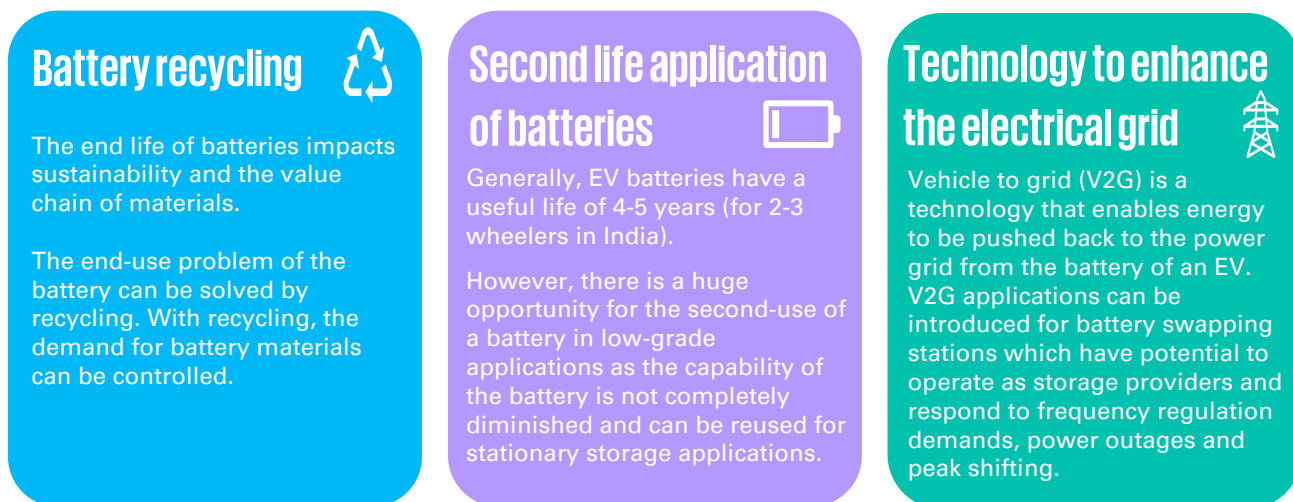 Battery recycling
The end life of batteries impacts
sustainability and the value
chain of materials.
The end-use problem of the
battery can be solved by
recycling. With recycling, the
demand for battery materials
can be controlled.
Second life application
of batteries
Generally, EV batteries have a
useful life of 4-5 years (for 2-3
wheelers in India).
However, there is a huge
opportunity for the second-use of
a battery in low-grade
applications as the capability of
the battery is not completely
diminished and can be reused for
stationary storage applications.
Technology to enhance
the electrical grid
Vehicle to grid (V2G) is a
technology that enables energy
to be pushed back to the power
grid from the battery of an EV.
V2G applications can be
introduced for battery swapping
stations which have potential to
operate as storage providers and
respond to frequency regulation
demands, power outages and
peak shifting.